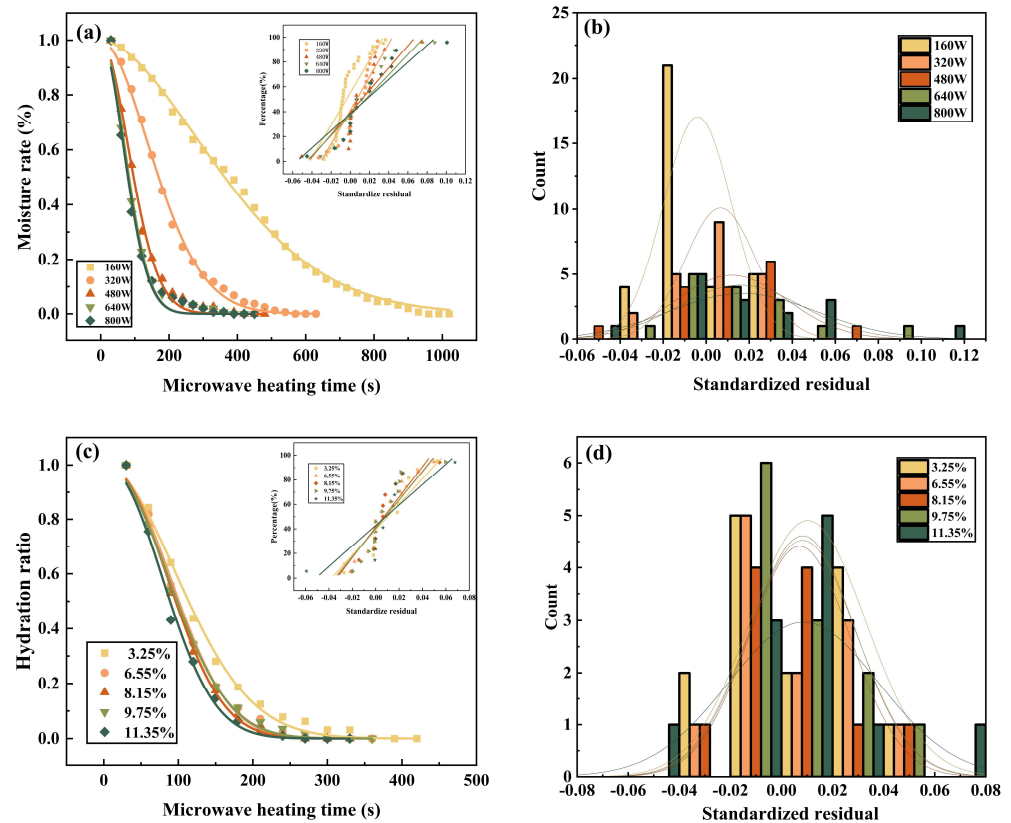 (a)
Moisture rate (%)
1.0
0.8
0.6
0.4
0.2
0.0
0 200 400 600 800 1000
Microwave heating time (s)
160W
320W
480W
640W
800W
Percentage(%)
100
80
60
40
20
0
-0.06 -0.04 -0.02 0.00 0.02 0.04 0.06 0.08 0.10 0.12
Standardize residual
160W
320W
480W
640W
800W
(b)
Count
25
20
15
10
5
0
-0.06 -0.04 -0.02 0.00 0.02 0.04 0.06 0.08 0.10 0.12
Standardized residual
160W
320W
480W
640W
800W
(c)
Hydration ratio
1.0
0.8
0.6
0.4
0.2
0.0
0 100 200 300 400 500
Microwave heating time (s)
3.25%
6.55%
8.15%
9.75%
11.35%
Percentage(%)
100
80
60
40
20
0
-0.06 -0.04 -0.02 0.00 0.02 0.04 0.06 0.08
Standardize residual
3.25%
6.55%
8.15%
9.75%
11.35%
(d)
Count
6
5
4
3
2
1
0
-0.08 -0.06 -0.04 -0.02 0.00 0.02 0.04 0.06 0.08
Standardized residual
3.25%
6.55%
8.15%
9.75%
11.35%